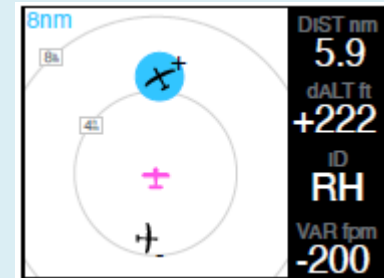 8nm
8
4
DIST nm
5.9
dALT ft
+222
ID
RH
VAR fpm
-200